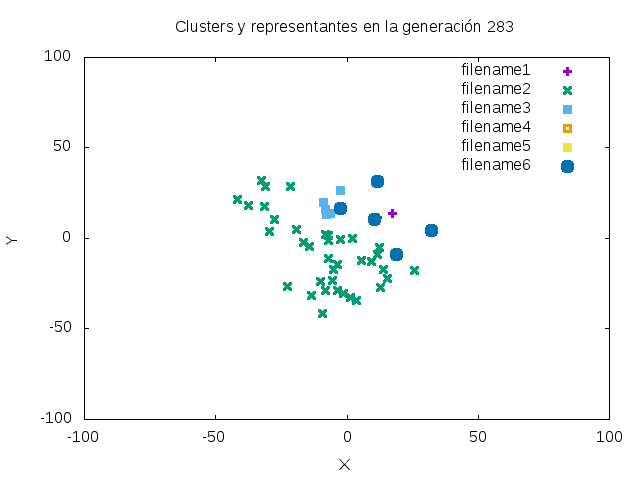 Clusters y representantes en la generación 283
100
50
0
-50
-100
-100
-50
0
50
100
Y
X
filename1
filename2
filename3
filename4
filename5
filename6